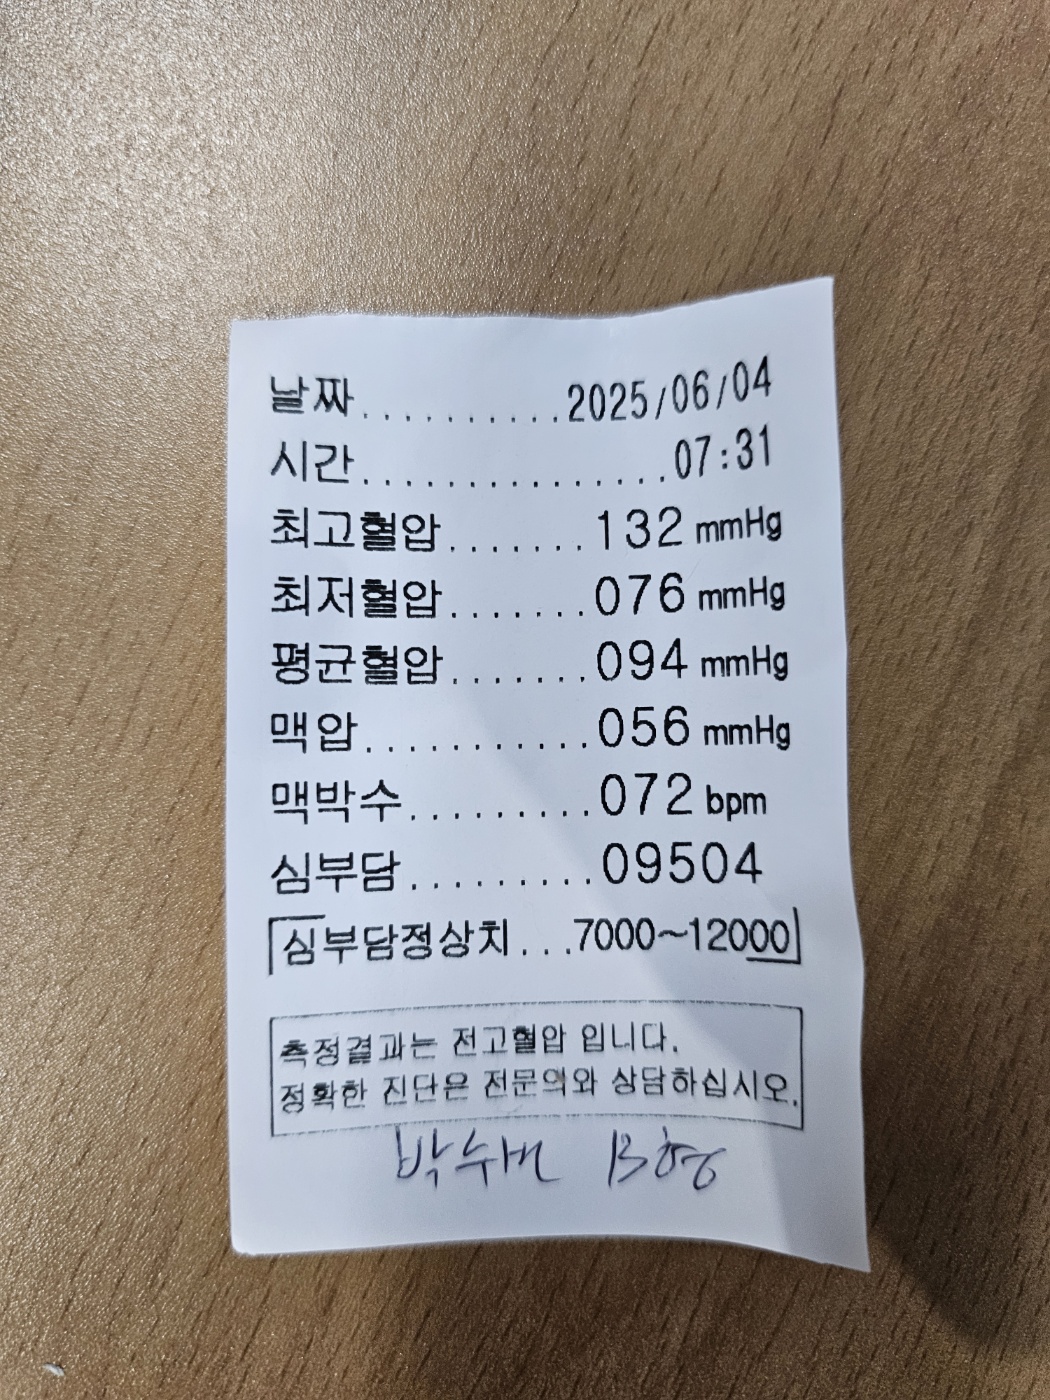 날짜..........2025/06/04
시간................07:31
최고혈압.......132 mmHg
최저혈압.......076 mmHg
평균혈압.......094 mmHg
맥압...........056 mmHg
맥박수.........072 bpm
심부담.........09504
심부담정상치...7000~12000
측정결과는 전고혈압 입니다.
정확한 진단은 전문의와 상담하십시오.
B형